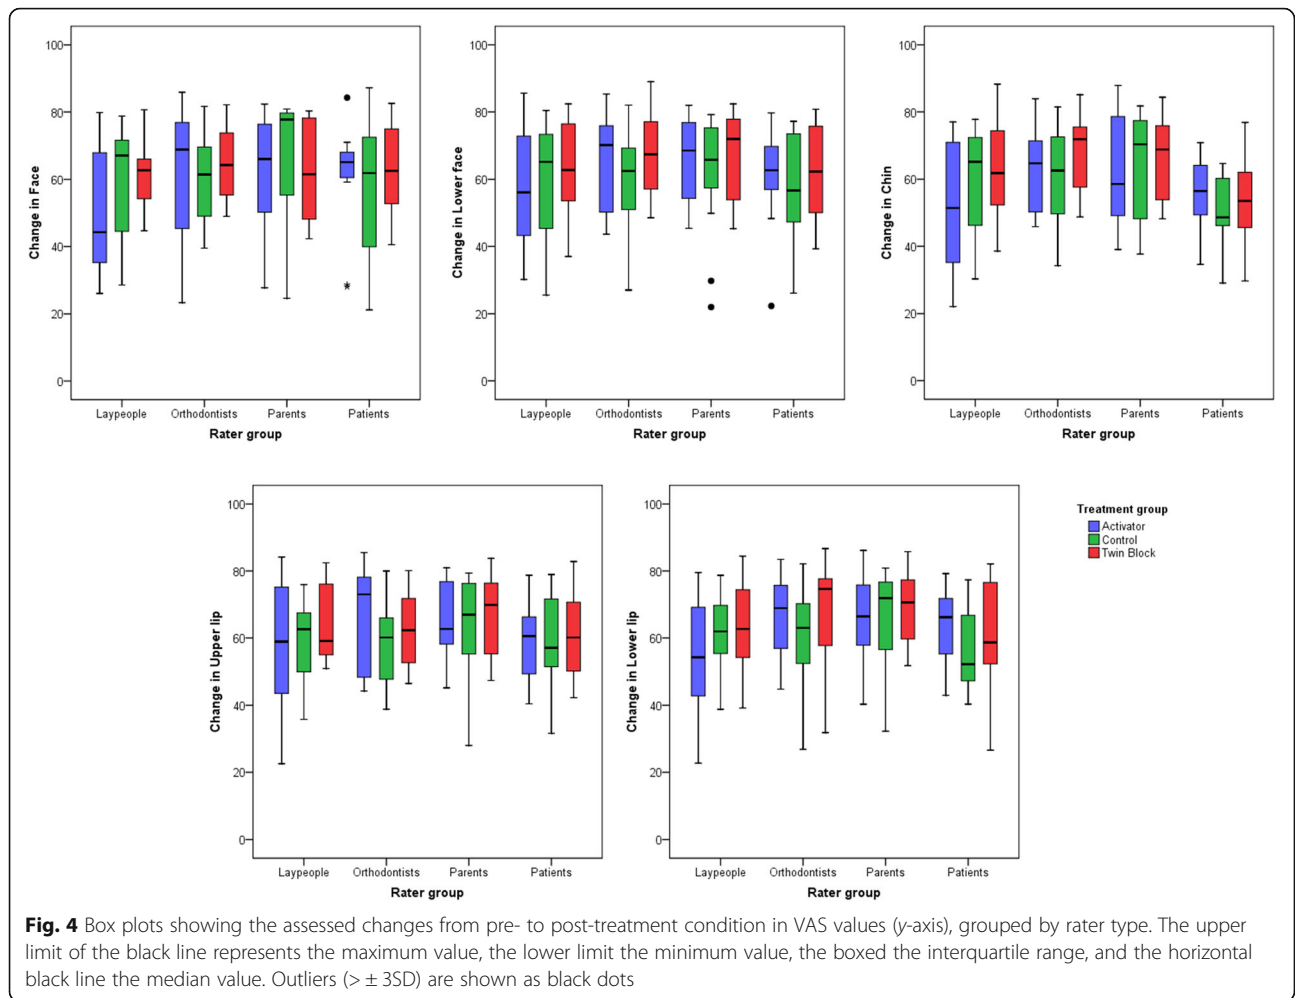 100
80
60
40
20
0
Change in Face
Laypeople Orthodontists Parents Patients
Rater group
100
80
60
40
20
0
Change in Lower face
Laypeople Orthodontists Parents Patients
Rater group
100
80
60
40
20
0
Change in Chin
Laypeople Orthodontists Parents Patients
Rater group
100
80
60
40
20
0
Change in Upper lip
Laypeople Orthodontists Parents Patients
Rater group
100
80
60
40
20
0
Change in Lower lip
Laypeople Orthodontists Parents Patients
Rater group
Treatment group
Activator
Control
Twin Block
Fig. 4 Box plots showing the assessed changes from pre- to post-treatment condition in VAS values (y-axis), grouped by rater type. The upper
limit of the black line represents the maximum value, the lower limit the minimum value, the boxed the interquartile range, and the horizontal
black line the median value. Outliers (> ± 3SD) are shown as black dots